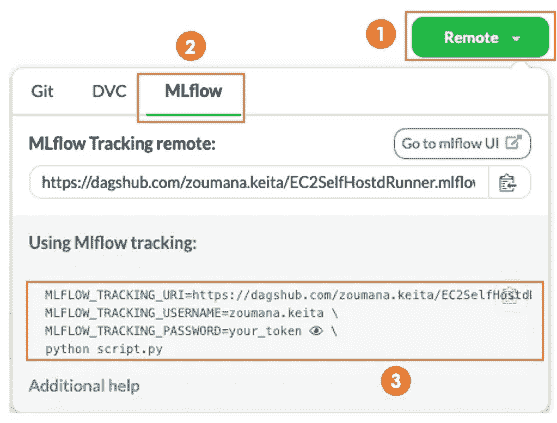 1
Remote
2
Git DVC MLflow
MLflow Tracking remote:
Go to mlflow UI
https://dagshub.com/zoumana.keita/EC2SelfHostdRunner.mlflow
Using Mlflow tracking:
MLFLOW_TRACKING_URI=https://dagshub.com/zoumana.keita/EC2SelfHostd
MLFLOW_TRACKING_USERNAME=zoumana.keita \
MLFLOW_TRACKING_PASSWORD=your_token \
python script.py
3
Additional help